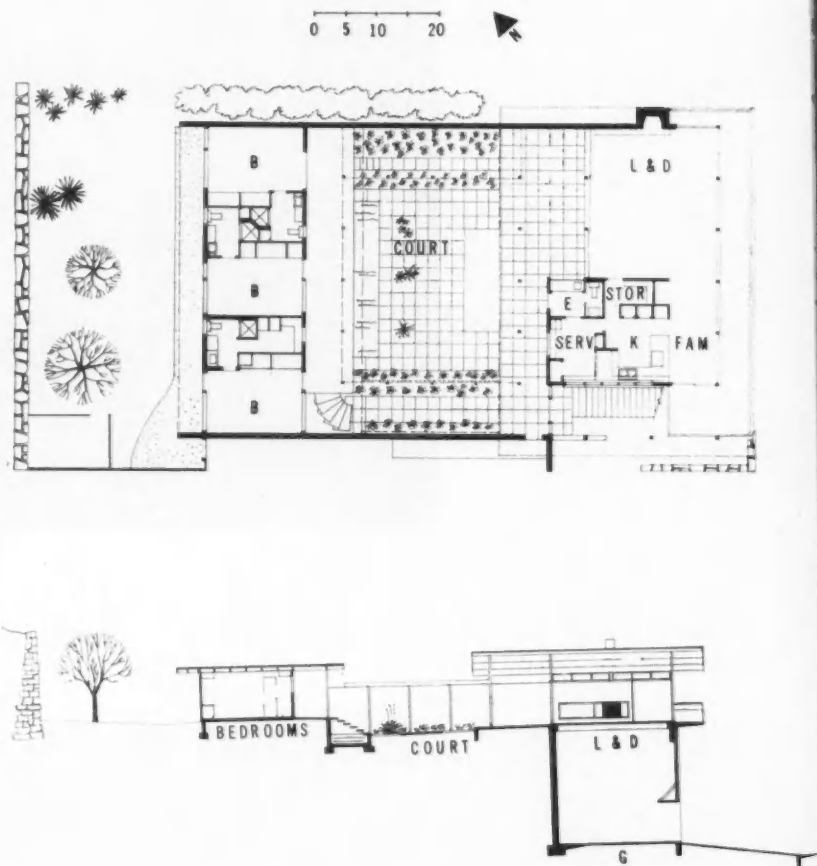 0 5 10 20
N
B
L & D
COURT
B
E
STOR
SERV
K
FAM
B
BEDROOMS
COURT
L & D
G